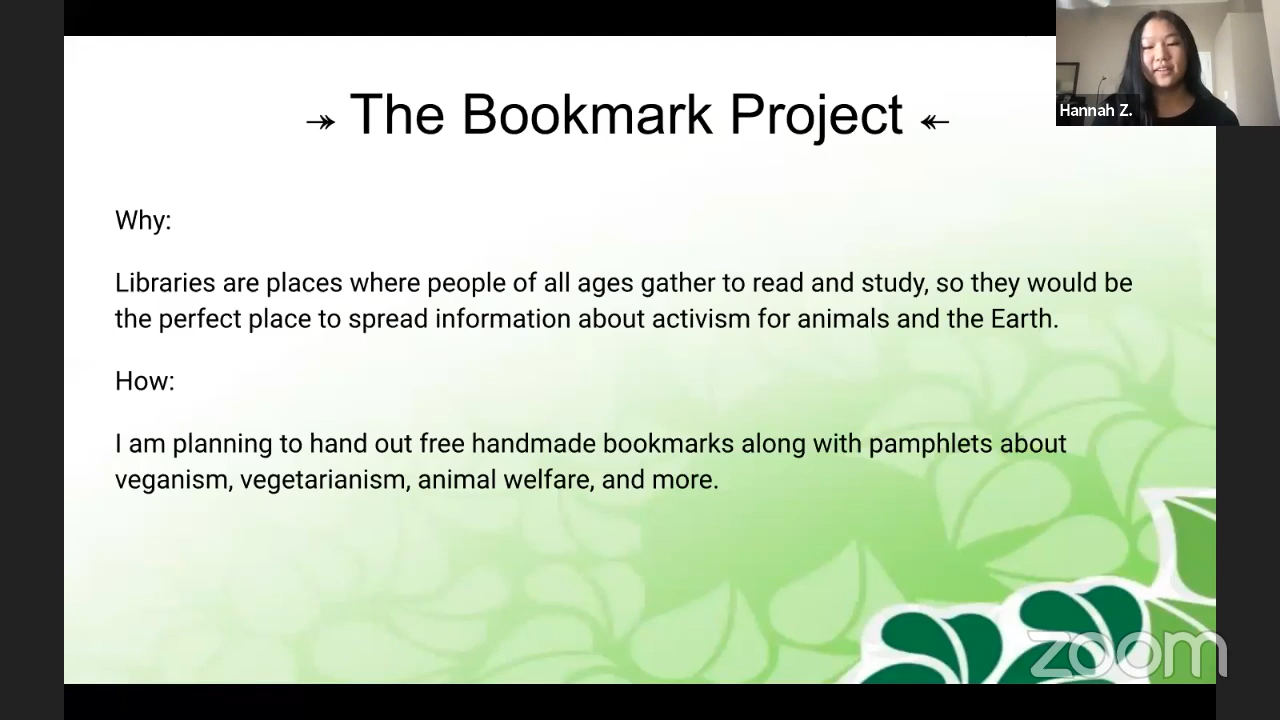 ↠ The Bookmark Project ↞
Hannah Z.
Why:
Libraries are places where people of all ages gather to read and study, so they would be
the perfect place to spread information about activism for animals and the Earth.
How:
I am planning to hand out free handmade bookmarks along with pamphlets about
veganism, vegetarianism, animal welfare, and more.
zoom